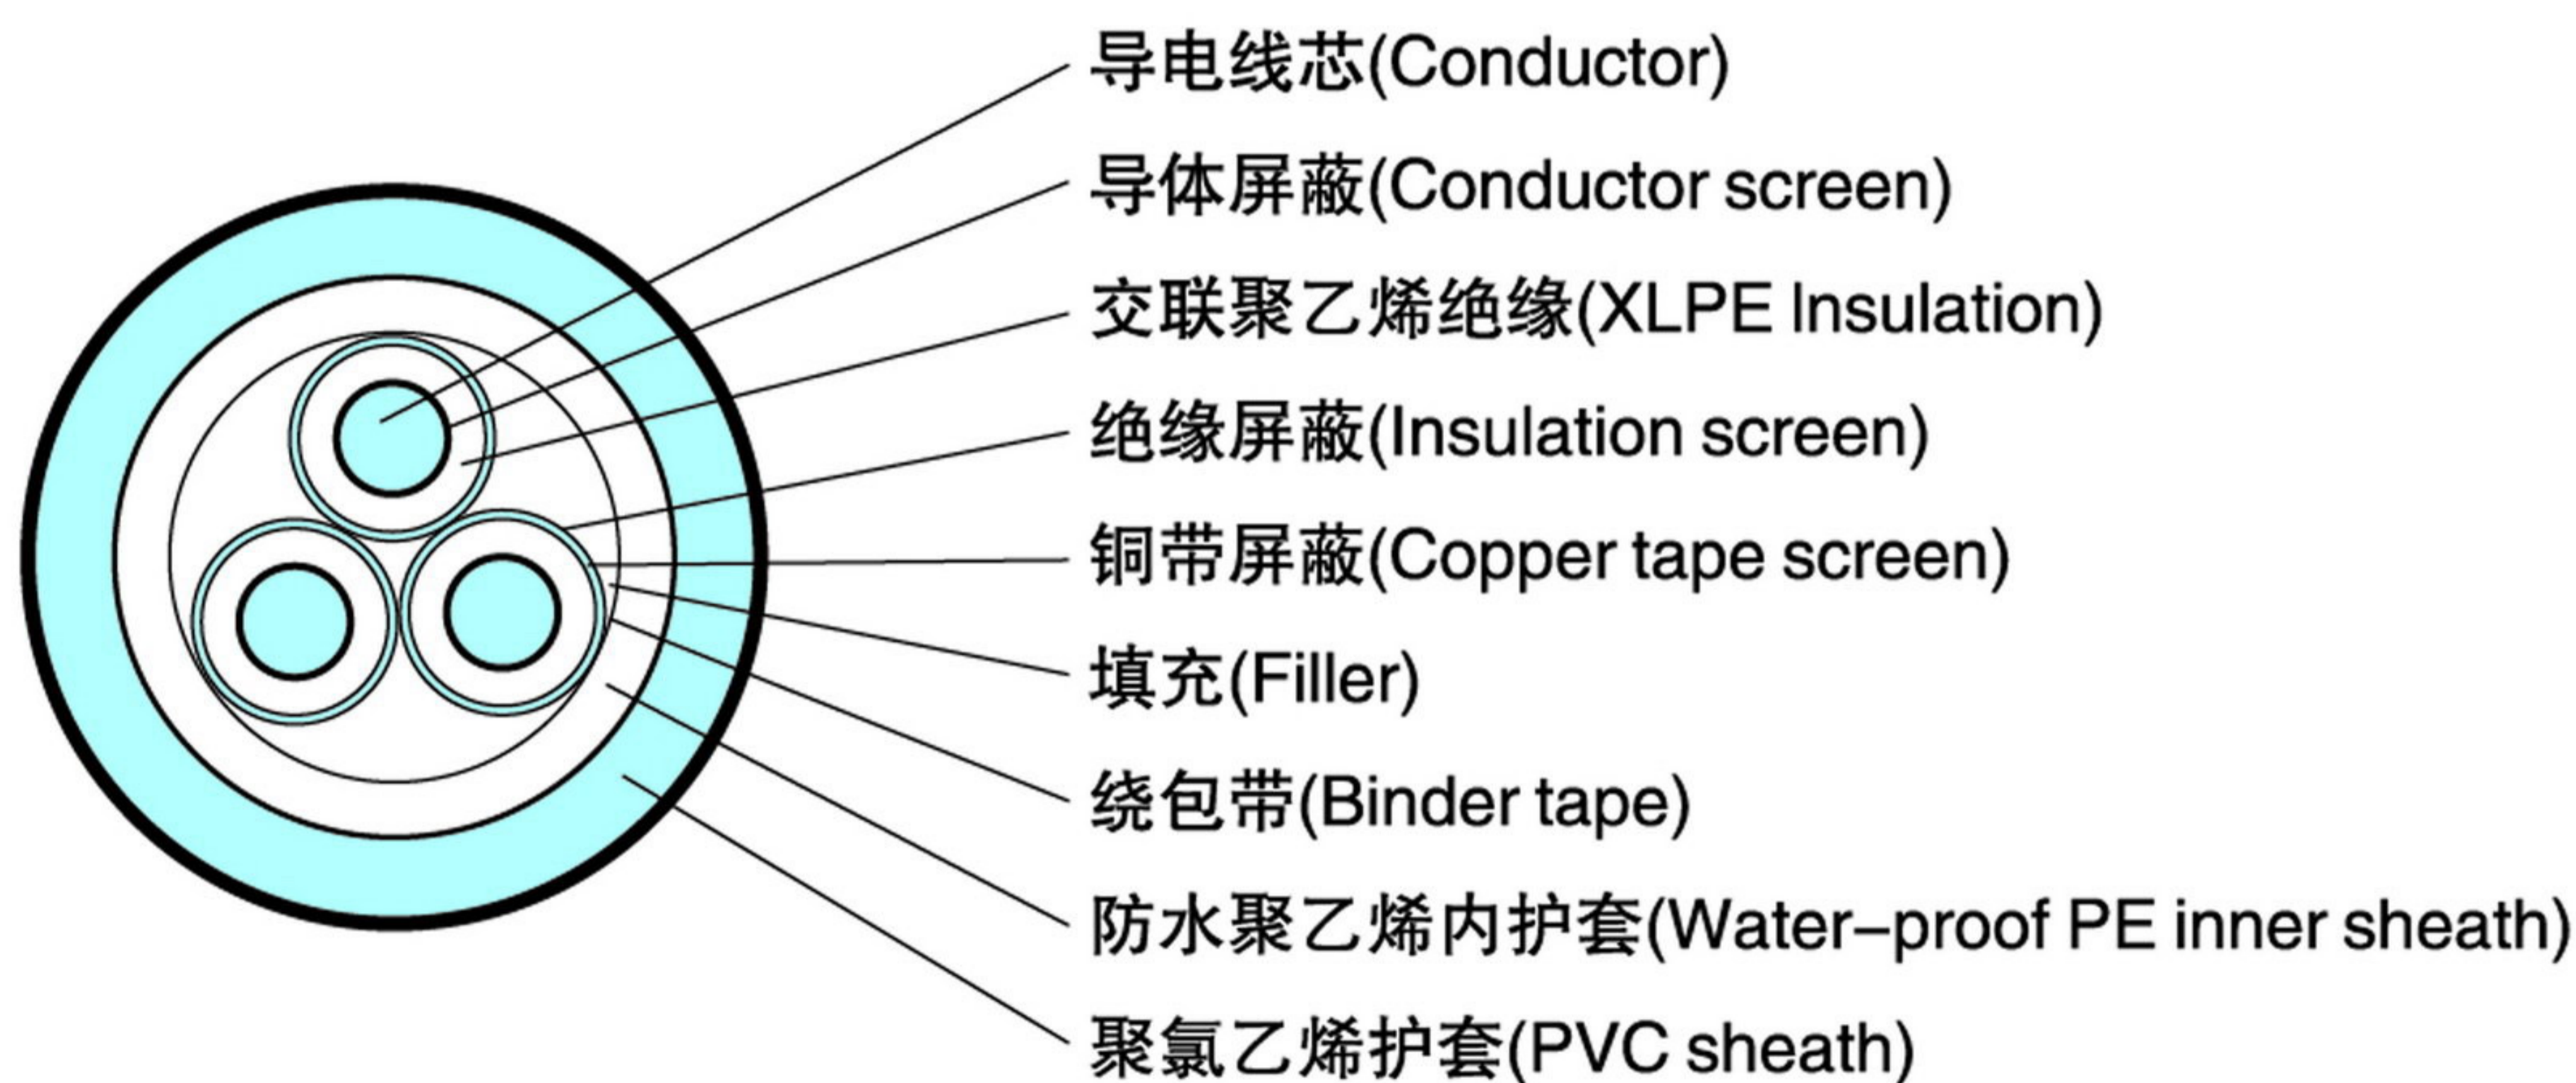 导电线芯(Conductor)
导体屏蔽(Conductor screen)
交联聚乙烯绝缘(XLPE Insulation)
绝缘屏蔽(Insulation screen)
铜带屏蔽(Copper tape screen)
填充(Filler)
绕包带(Binder tape)
防水聚乙烯内护套(Water–proof PE inner sheath)
聚氯乙烯护套(PVC sheath)